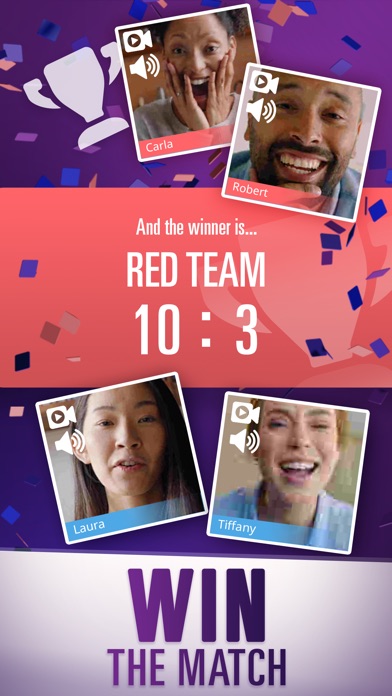 Carla
Robert
And the winner is...
RED TEAM
10 : 3
Laura
Tiffany
WIN
THE MATCH